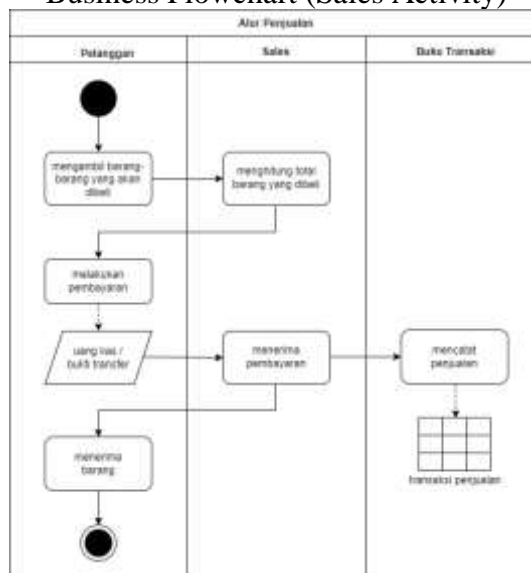 Business Flowchart (Sales Activity)
Alur Penjualan
Pelanggan
Sales
Buku Transaksi
mengambil barang-
barang yang akan
dibeli
menghitung total
barang yang dibeli
melakukan
pembayaran
uang kas /
bukti transfer
menerima
pembayaran
mencatat
penjualan
menerima
barang
transaksi penjualan